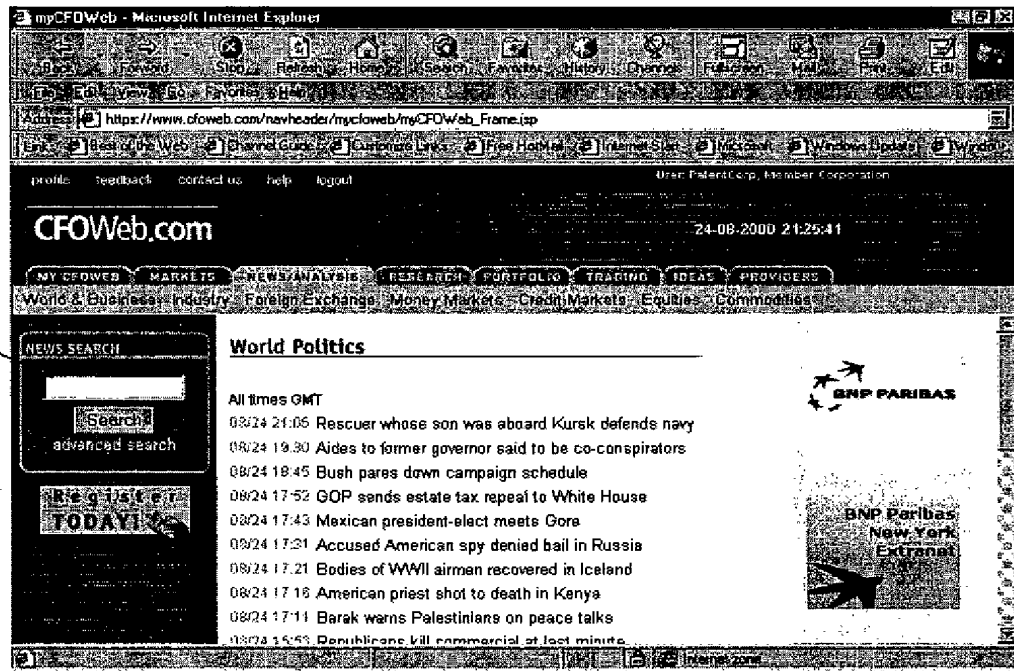 myCFOWeb - Microsoft Internet Explorer
Back Forward Stop Refresh Home Search Favorites History Channels Fullscreen Mail Print Edit
File Edit View Go Favorites Help
Address https://www.cfoweb.com/navheader/mycfoweb/myCFOWeb_Frame.jsp
Links Best of the Web Channel Guide Customize Links Free HotMail Internet Start Microsoft Windows Update
profile feedback contact us help logout User: PatentCorp, Member Corporation
CFOWeb.com
24-08-2000 21:25:41
MY CFOWEB MARKETS NEWS/ANALYSIS RESEARCH PORTFOLIO TRADING IDEAS PROVIDERS
World & Business Industry Foreign Exchange Money Markets Credit Markets Equities Commodities
NEWS SEARCH
Search
advanced search
Register
TODAY!
World Politics
All times GMT
08/24 21:05 Rescuer whose son was aboard Kursk defends navy
08/24 19:30 Aides to former governor said to be co-conspirators
08/24 18:45 Bush pares down campaign schedule
08/24 17:52 GOP sends estate tax repeal to White House
08/24 17:43 Mexican president-elect meets Gore
08/24 17:31 Accused American spy denied bail in Russia
08/24 17:21 Bodies of WWII airmen recovered in Iceland
08/24 17:16 American priest shot to death in Kenya
08/24 17:11 Barak warns Palestinians on peace talks
08/24 15:53 Republicans kill commercial at last minute
BNP PARIBAS
BNP Paribas
New York
Extranet
Internet zone